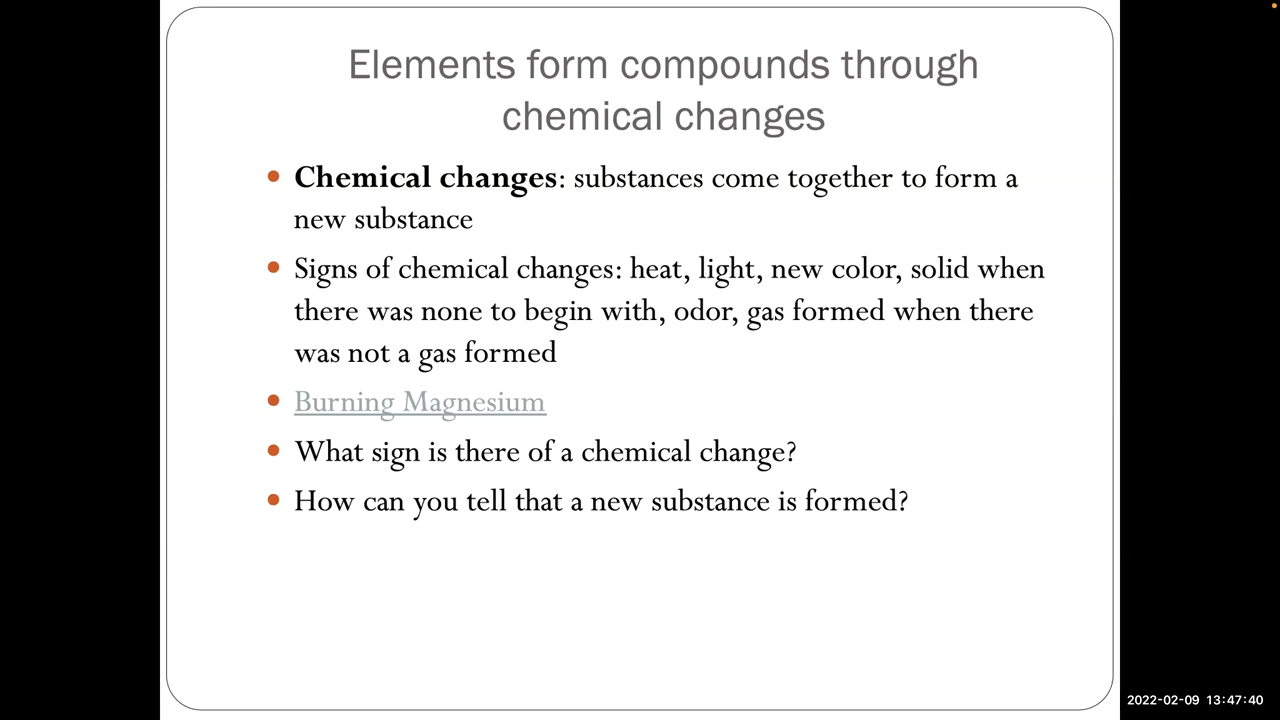 Elements form compounds through
chemical changes
Chemical changes: substances come together to form a
new substance
Signs of chemical changes: heat, light, new color, solid when
there was none to begin with, odor, gas formed when there
was not a gas formed
Burning Magnesium
What sign is there of a chemical change?
How can you tell that a new substance is formed?
2022-02-09 13:47:40